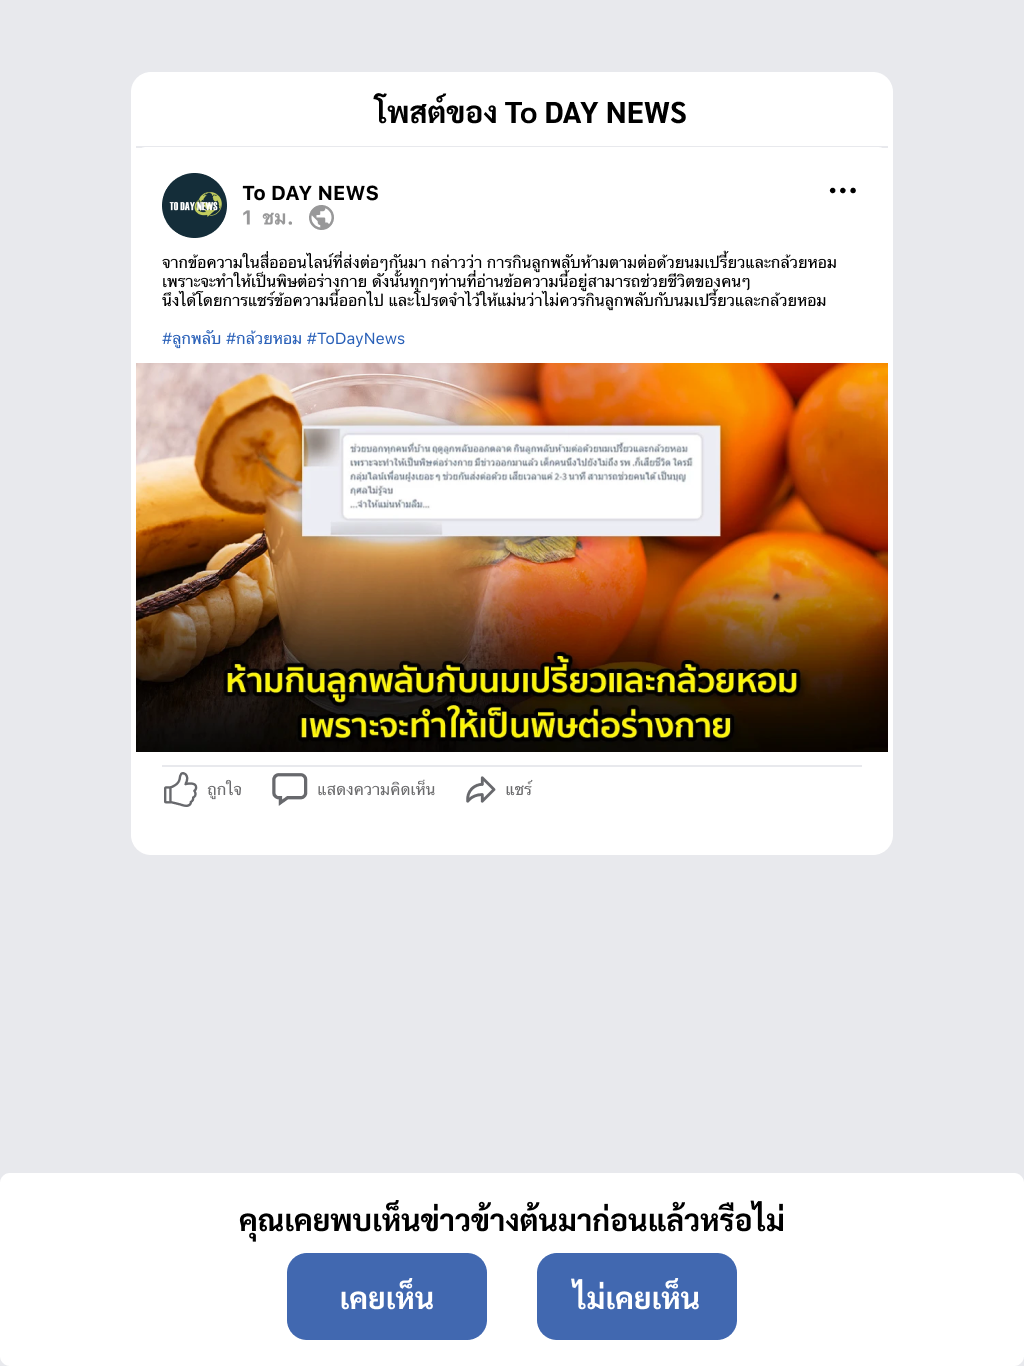 โพสต์ของ To DAY NEWS
TO DAY NEWS
To DAY NEWS
1 ชม.
จากข้อความในสื่อออนไลน์ที่ส่งต่อๆกันมา กล่าวว่า การกินลูกพลับห้ามตามต่อด้วยนมเปรี้ยวและกล้วยหอม
เพราะจะทำให้เป็นพิษต่อร่างกาย ดังนั้นทุกๆท่านที่อ่านข้อความนี้อยู่สามารถช่วยชีวิตของคนๆ
นึงได้โดยการแชร์ข้อความนี้ออกไป และโปรดจำไว้ให้แม่นว่าไม่ควรกินลูกพลับกับนมเปรี้ยวและกล้วยหอม
#ลูกพลับ #กล้วยหอม #ToDayNews
ช่วยบอกทุกคนที่บ้าน ฤดูลูกพลับออกตลาด กินลูกพลับห้ามต่อด้วยนมเปรี้ยวและกล้วยหอม
เพราะจะทำให้เป็นพิษต่อร่างกาย มีข่าวออกมาแล้ว เด็กคนนึงไปยังไม่ถึง รพ .ก็เสียชีวิต ใครมี
กลุ่มไลน์เพื่อนฝูงเยอะ ๆ ช่วยกันส่งต่อด้วย เสียเวลาแค่ 2-3 นาที สามารถช่วยคนได้ เป็นบุญ
กุศลไม่รู้จบ
...จำให้แม่นห้ามลืม...
ห้ามกินลูกพลับกับนมเปรี้ยวและกล้วยหอม
เพราะจะทำให้เป็นพิษต่อร่างกาย
ถูกใจ แสดงความคิดเห็น แชร์
คุณเคยพบเห็นข่าวข้างต้นมาก่อนแล้วหรือไม่
เคยเห็น ไม่เคยเห็น